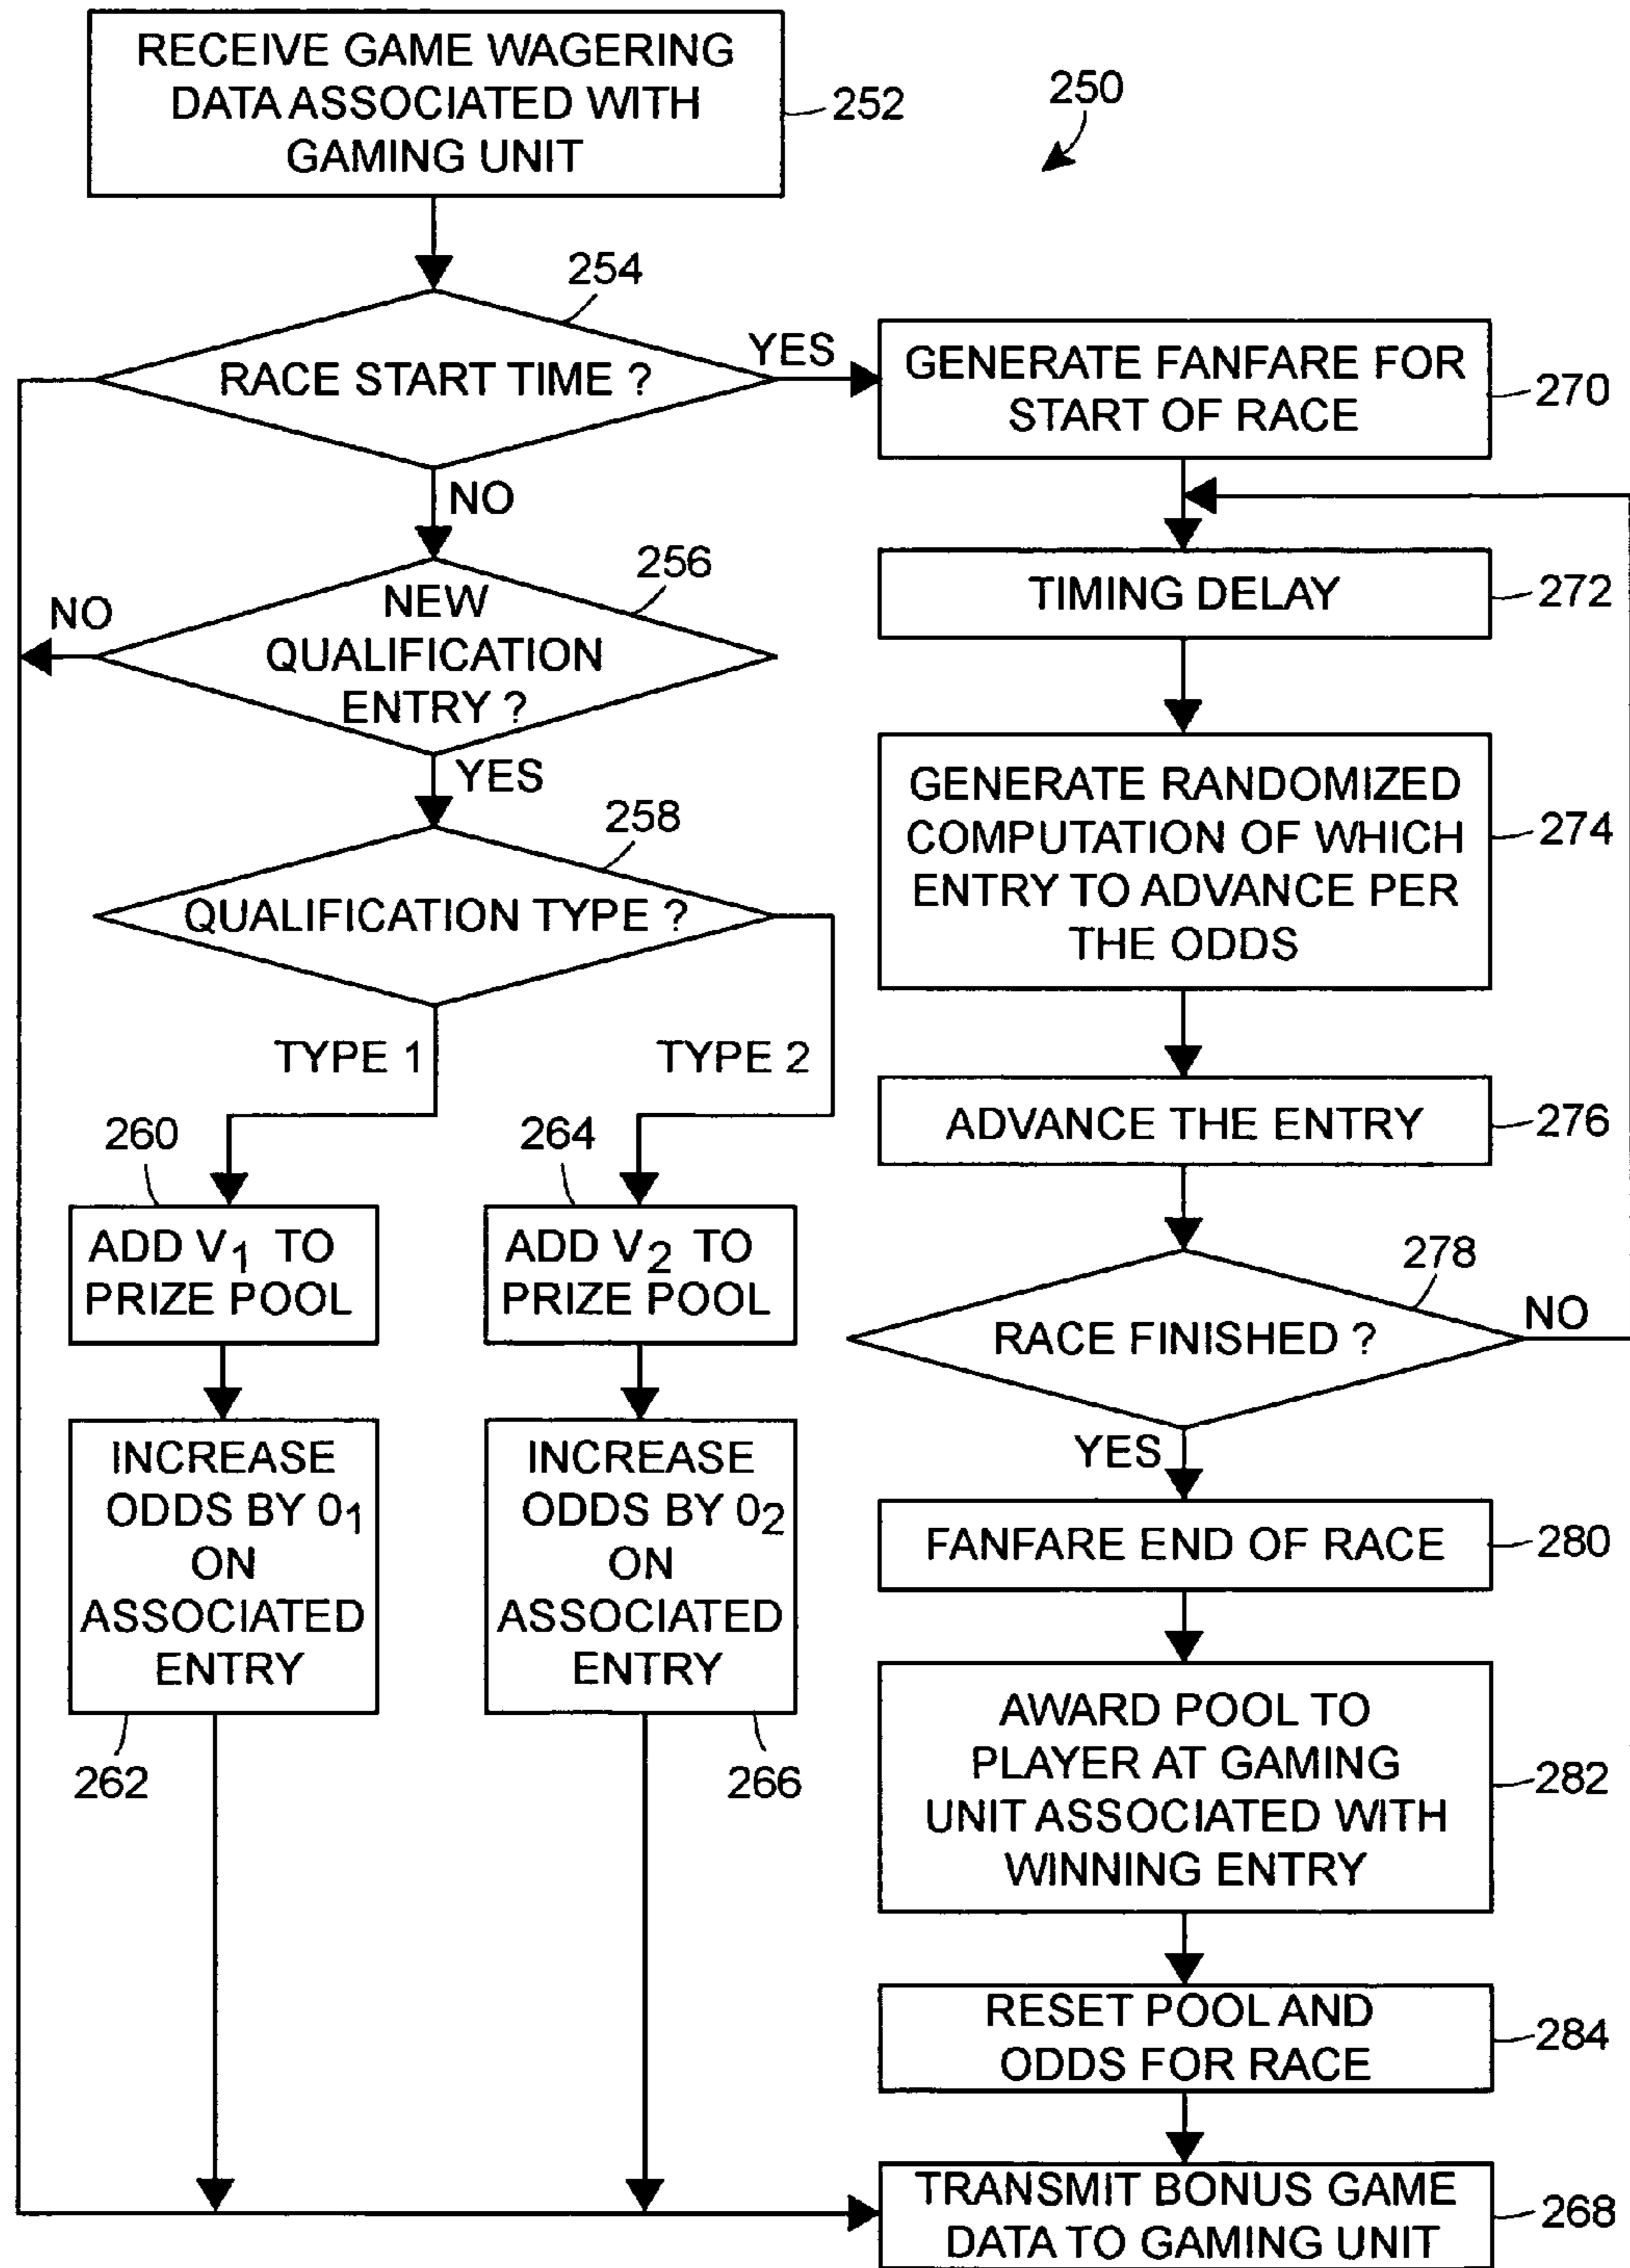 RECEIVE GAME WAGERING
DATA ASSOCIATED WITH
GAMING UNIT
252
250
254
RACE START TIME ?
YES
NO
GENERATE FANFARE FOR
START OF RACE
270
256
NEW
QUALIFICATION
ENTRY ?
NO
YES
TIMING DELAY
272
258
QUALIFICATION TYPE ?
TYPE 1
TYPE 2
GENERATE RANDOMIZED
COMPUTATION OF WHICH
ENTRY TO ADVANCE PER
THE ODDS
274
ADVANCE THE ENTRY
276
260
ADD V1 TO
PRIZE POOL
264
ADD V2 TO
PRIZE POOL
278
RACE FINISHED ?
NO
YES
INCREASE
ODDS BY 01
ON
ASSOCIATED
ENTRY
262
INCREASE
ODDS BY 02
ON
ASSOCIATED
ENTRY
266
FANFARE END OF RACE
280
AWARD POOL TO
PLAYER AT GAMING
UNIT ASSOCIATED WITH
WINNING ENTRY
282
RESET POOL AND
ODDS FOR RACE
284
TRANSMIT BONUS GAME
DATA TO GAMING UNIT
268